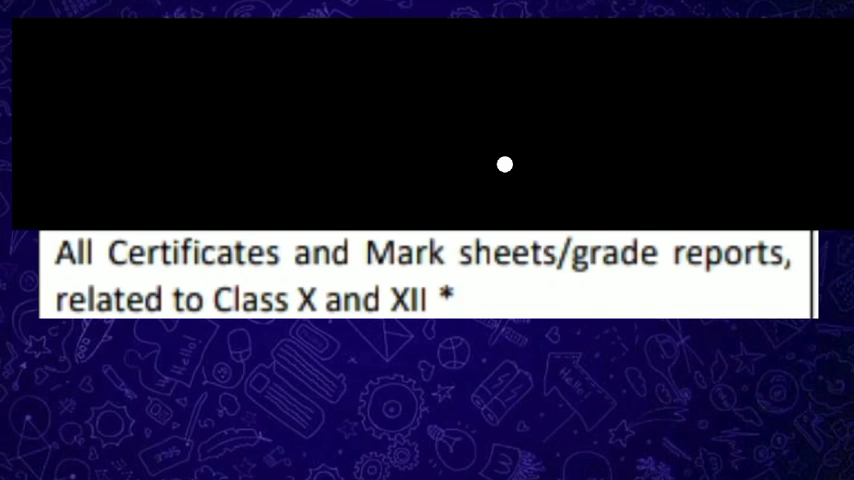 All Certificates and Mark sheets/grade reports,
related to Class X and XII *